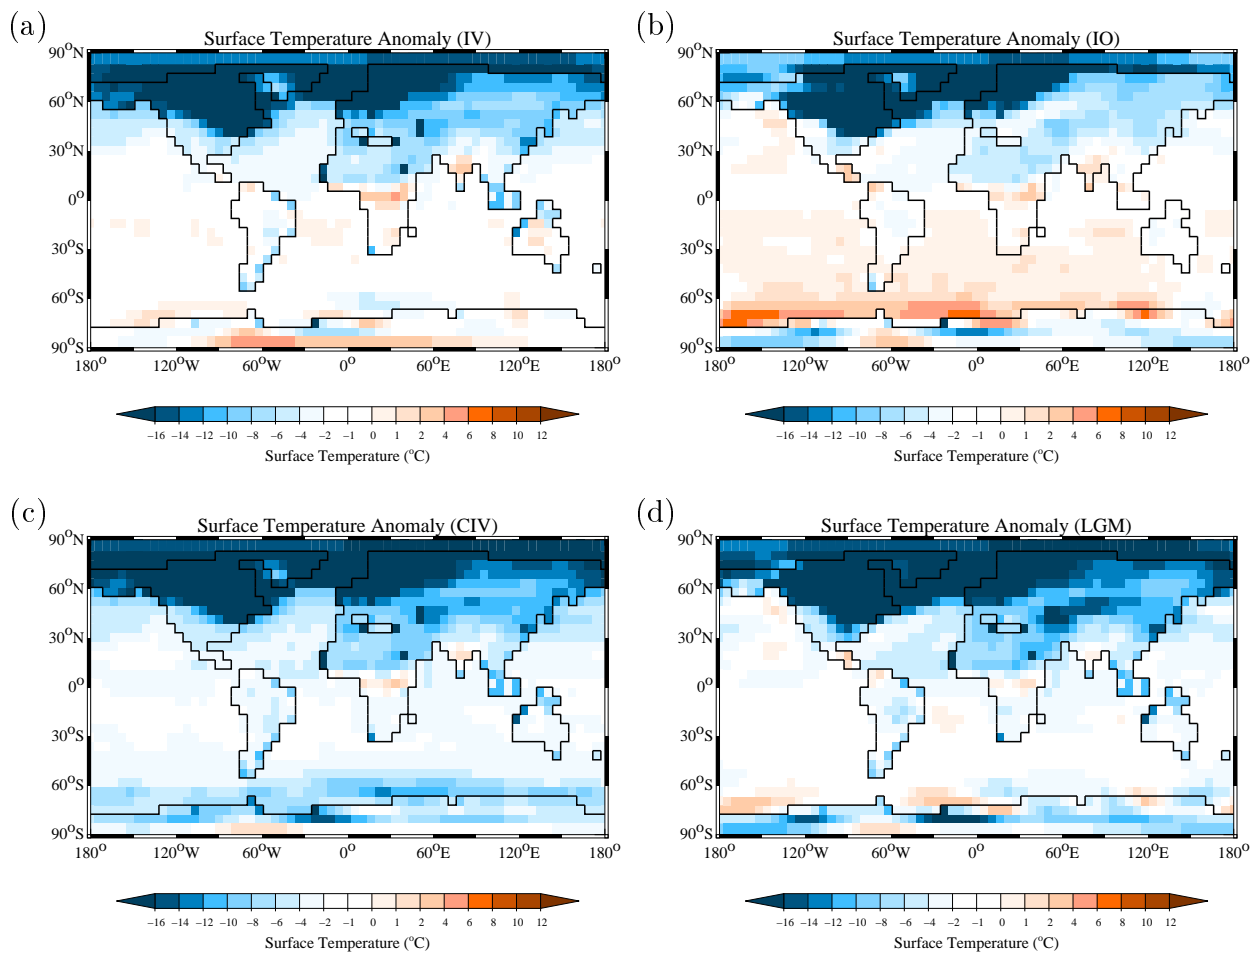 (a)
Surface Temperature Anomaly (IV)
90°N
60°N
30°N
0°
30°S
60°S
90°S
180° 120°W 60°W 0° 60°E 120°E 180°
−16 −14 −12 −10 −8 −6 −4 −2 −1 0 1 2 4 6 8 10 12
Surface Temperature (°C)
(b)
Surface Temperature Anomaly (IO)
90°N
60°N
30°N
0°
30°S
60°S
90°S
180° 120°W 60°W 0° 60°E 120°E 180°
−16 −14 −12 −10 −8 −6 −4 −2 −1 0 1 2 4 6 8 10 12
Surface Temperature (°C)
(c)
Surface Temperature Anomaly (CIV)
90°N
60°N
30°N
0°
30°S
60°S
90°S
180° 120°W 60°W 0° 60°E 120°E 180°
−16 −14 −12 −10 −8 −6 −4 −2 −1 0 1 2 4 6 8 10 12
Surface Temperature (°C)
(d)
Surface Temperature Anomaly (LGM)
90°N
60°N
30°N
0°
30°S
60°S
90°S
180° 120°W 60°W 0° 60°E 120°E 180°
−16 −14 −12 −10 −8 −6 −4 −2 −1 0 1 2 4 6 8 10 12
Surface Temperature (°C)